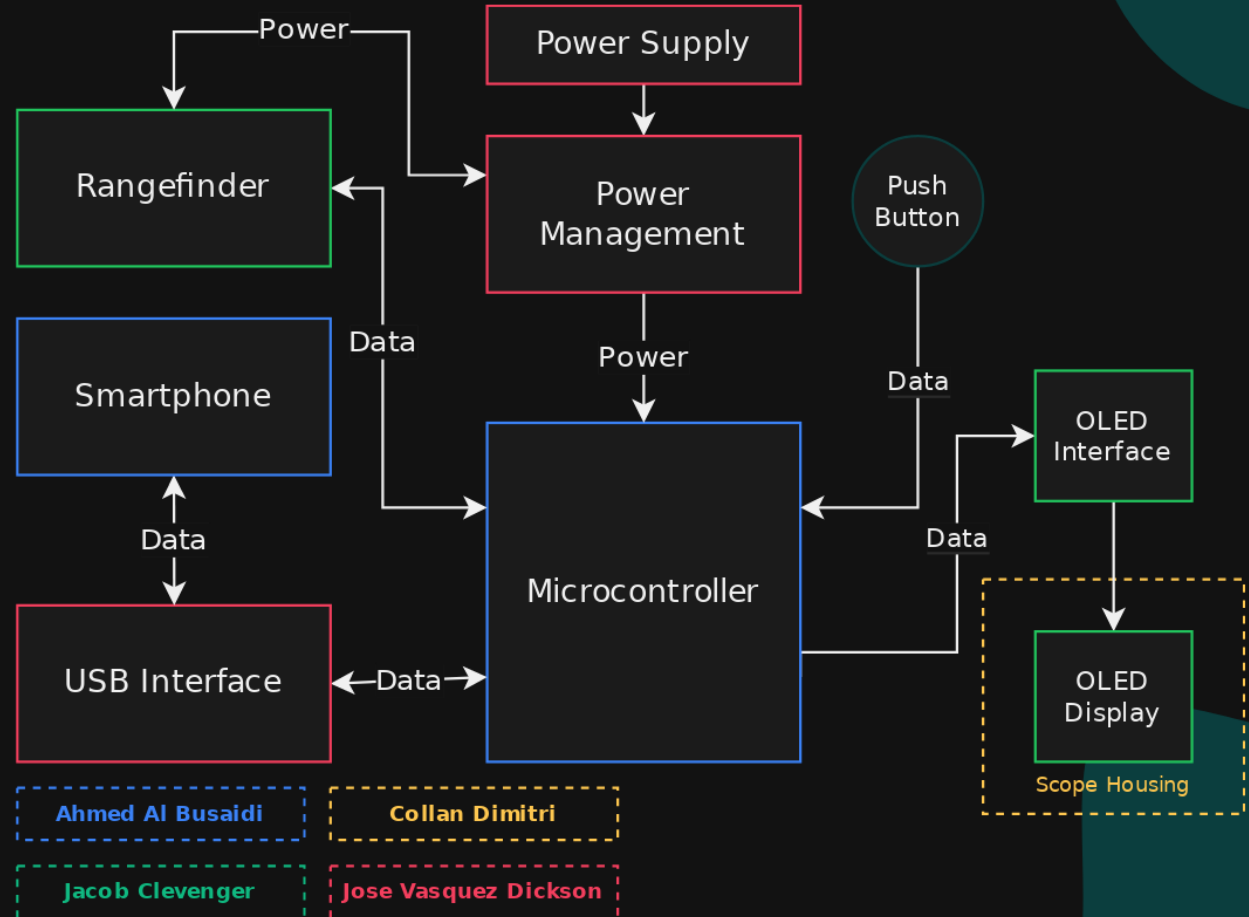 Power
Power Supply
Rangefinder
Power
Management
Push
Button
Data
Power
Data
Smartphone
OLED
Interface
Data
Data
Microcontroller
USB Interface
Data
OLED
Display
Scope Housing
Ahmed Al Busaidi
Collan Dimitri
Jacob Clevenger
Jose Vasquez Dickson